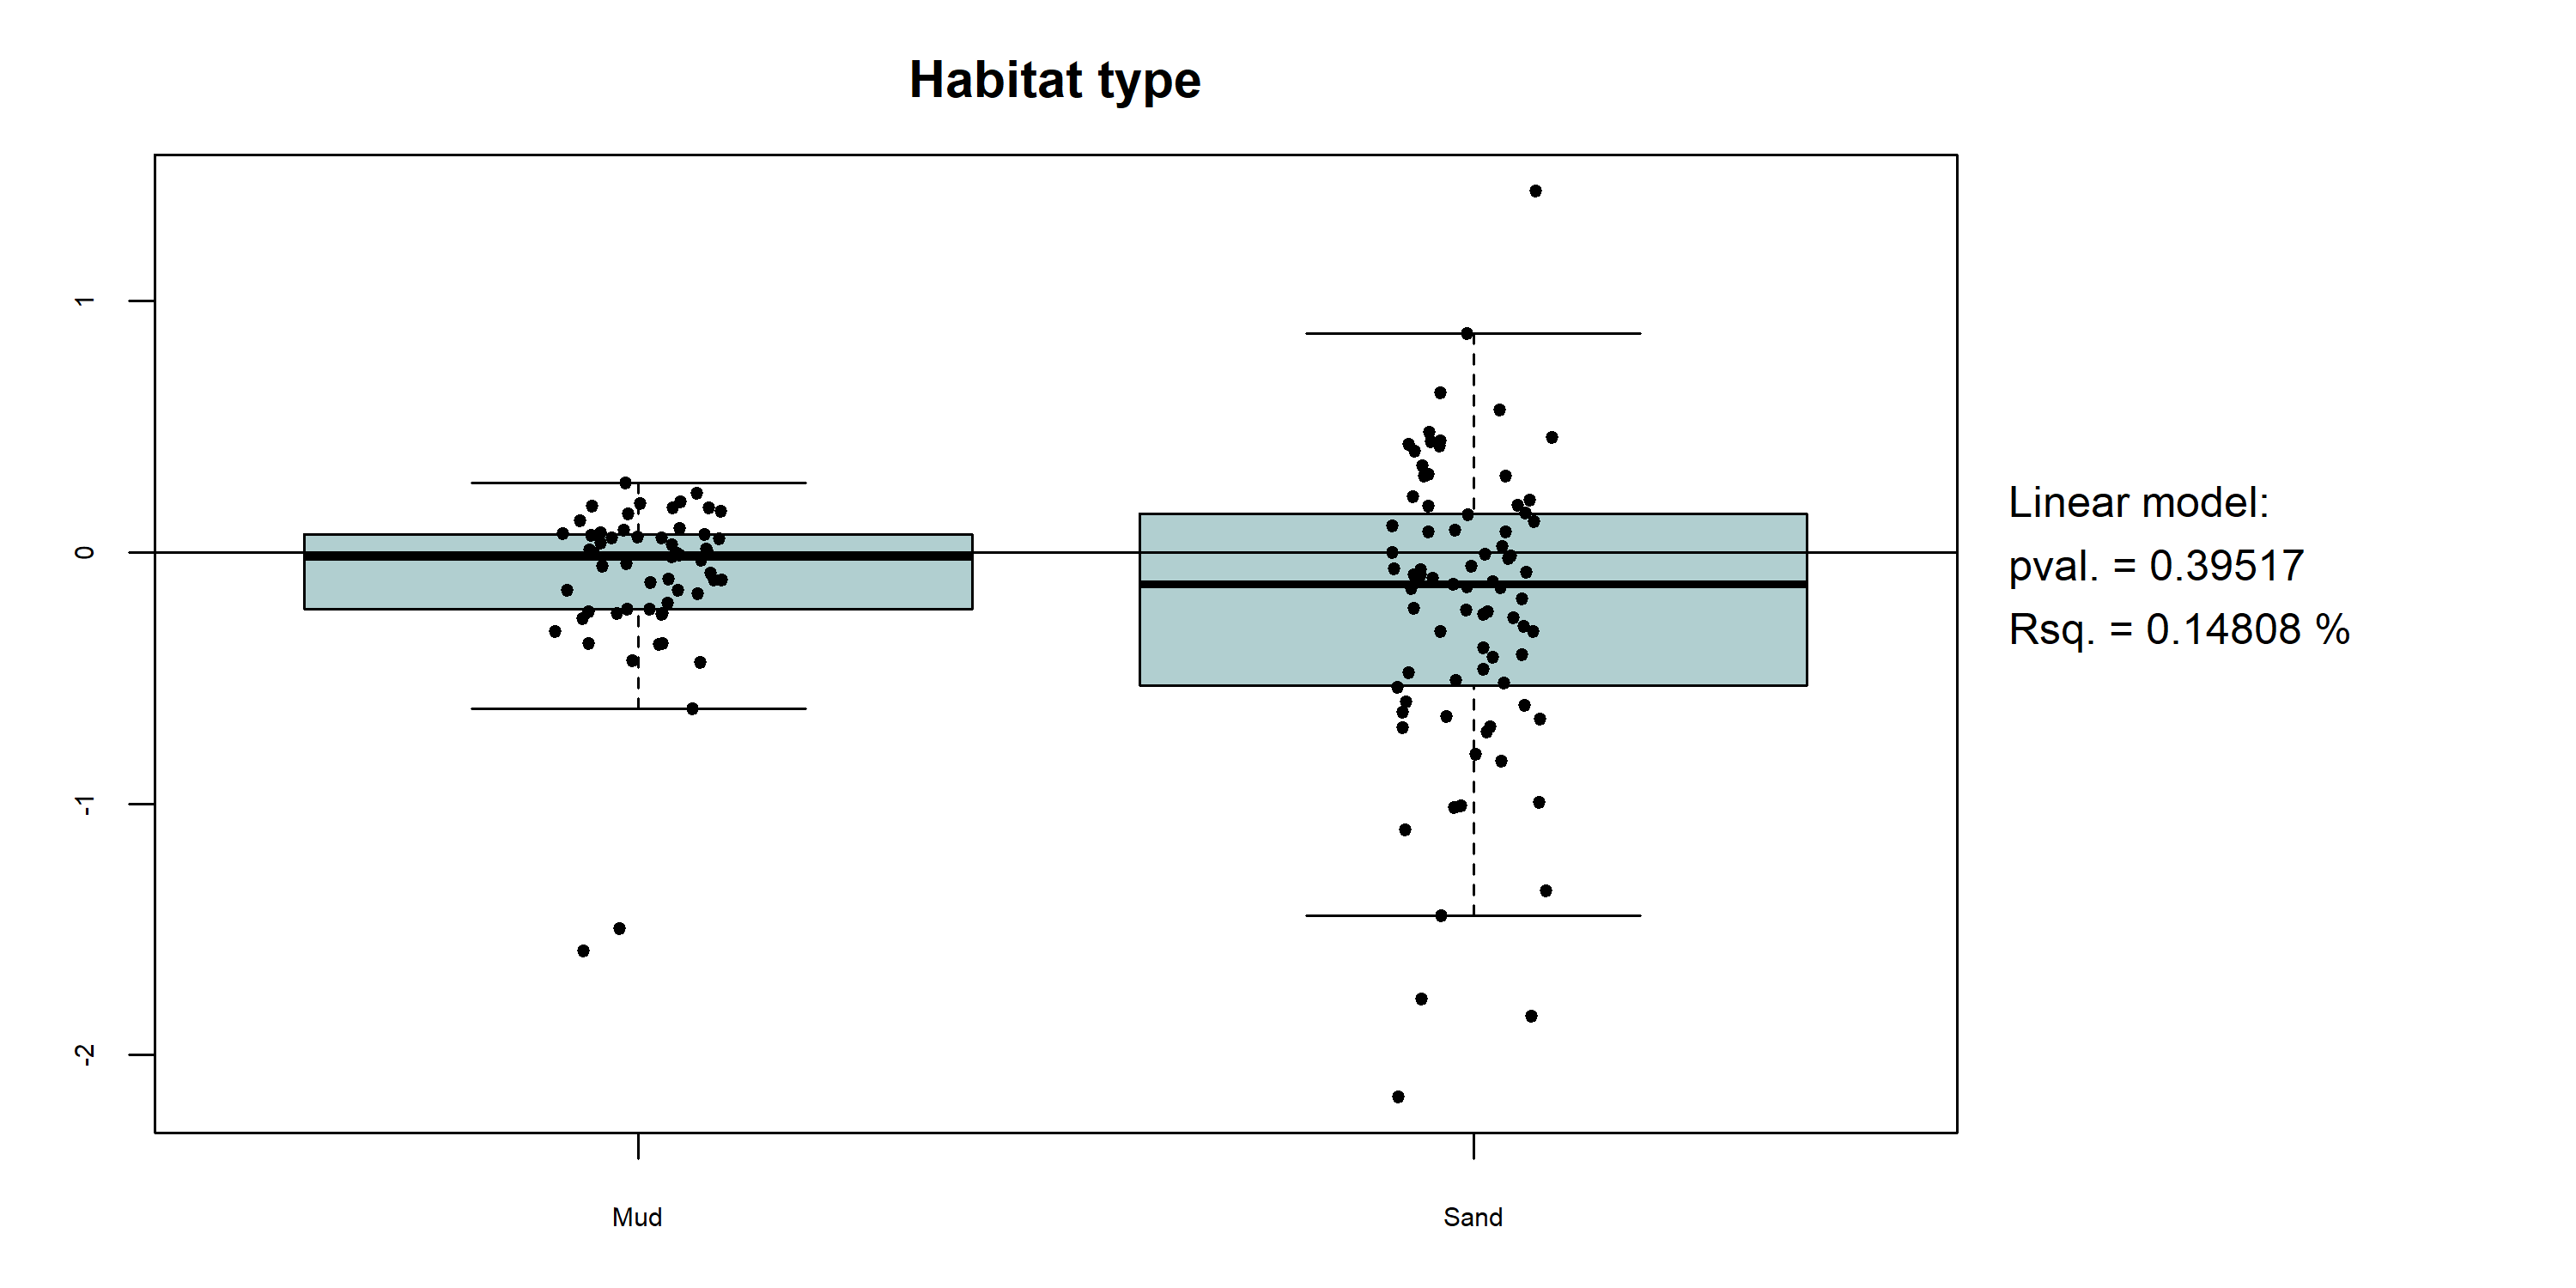 Habitat type
1
0
-1
-2
Mud
Sand
Linear model:
pval. = 0.39517
Rsq. = 0.14808 %